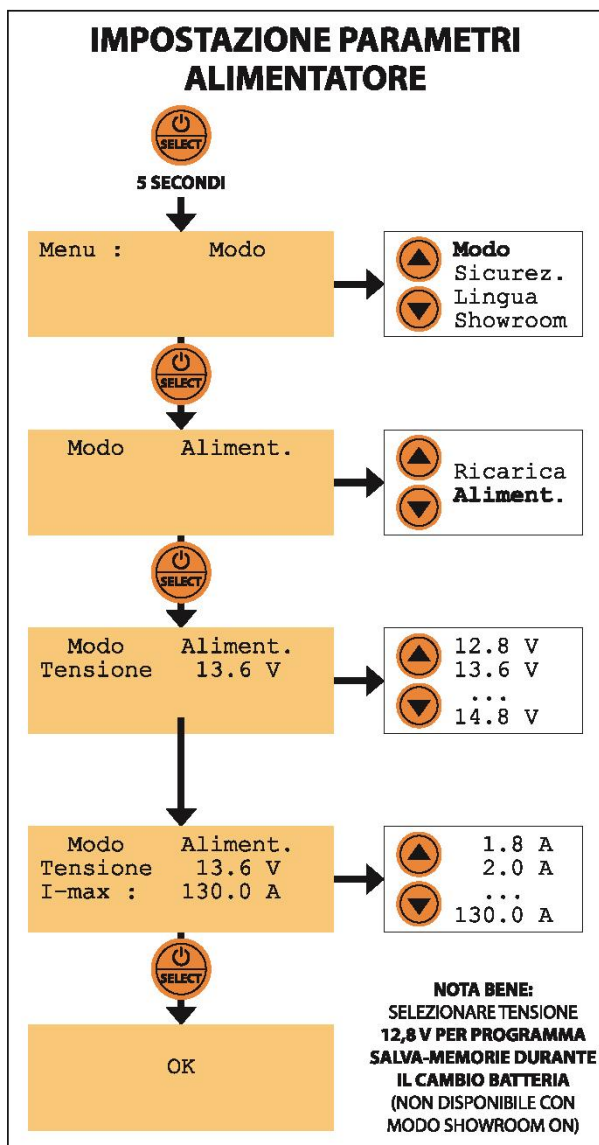 IMPOSTAZIONE PARAMETRI
ALIMENTATORE
SELECT
5 SECONDI
Menu : Modo
Modo
Sicurez.
Lingua
Showroom
SELECT
Modo Aliment.
Ricarica
Aliment.
SELECT
Modo Aliment.
Tensione 13.6 V
12.8 V
13.6 V
...
14.8 V
Modo Aliment.
Tensione 13.6 V
I-max : 130.0 A
1.8 A
2.0 A
...
130.0 A
SELECT
OK
NOTA BENE:
SELEZIONARE TENSIONE
12,8 V PER PROGRAMMA
SALVA-MEMORIE DURANTE
IL CAMBIO BATTERIA
(NON DISPONIBILE CON
MODO SHOWROOM ON)